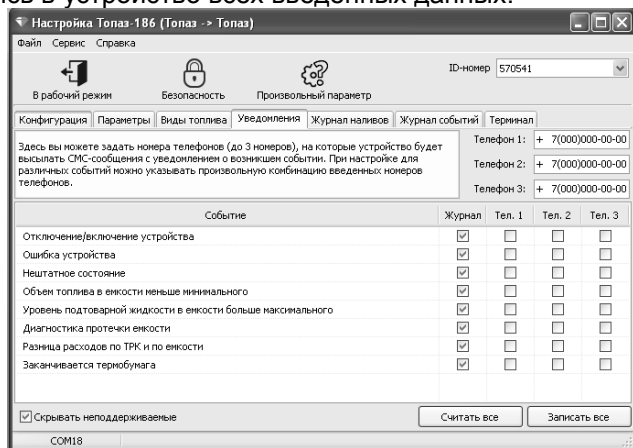 в устройство всех введенных данных.
Настройка Топаз-186 (Топаз -> Топаз)
Файл Сервис Справка
В рабочий режим Безопасность Произвольный параметр ID-номер 570541
Конфигурация Параметры Виды топлива Уведомления Журнал наливов Журнал событий Терминал
Здесь вы можете задать номера телефонов (до 3 номеров), на которые устройство будет
высылать СМС-сообщения с уведомлением о возникшем событии. При настройке для
различных событий можно указывать произвольную комбинацию введенных номеров
телефонов.
Телефон 1: + 7(000)000-00-00
Телефон 2: + 7(000)000-00-00
Телефон 3: + 7(000)000-00-00
Событие Журнал Тел. 1 Тел. 2 Тел. 3
Отключение/включение устройства
Ошибка устройства
Нештатное состояние
Объем топлива в емкости меньше минимального
Уровень подтоварной жидкости в емкости больше максимального
Диагностика протечки емкости
Разница расходов по ТРК и по емкости
Заканчивается термобумага
Скрывать неподдерживаемые Считать все Записать все
COM18